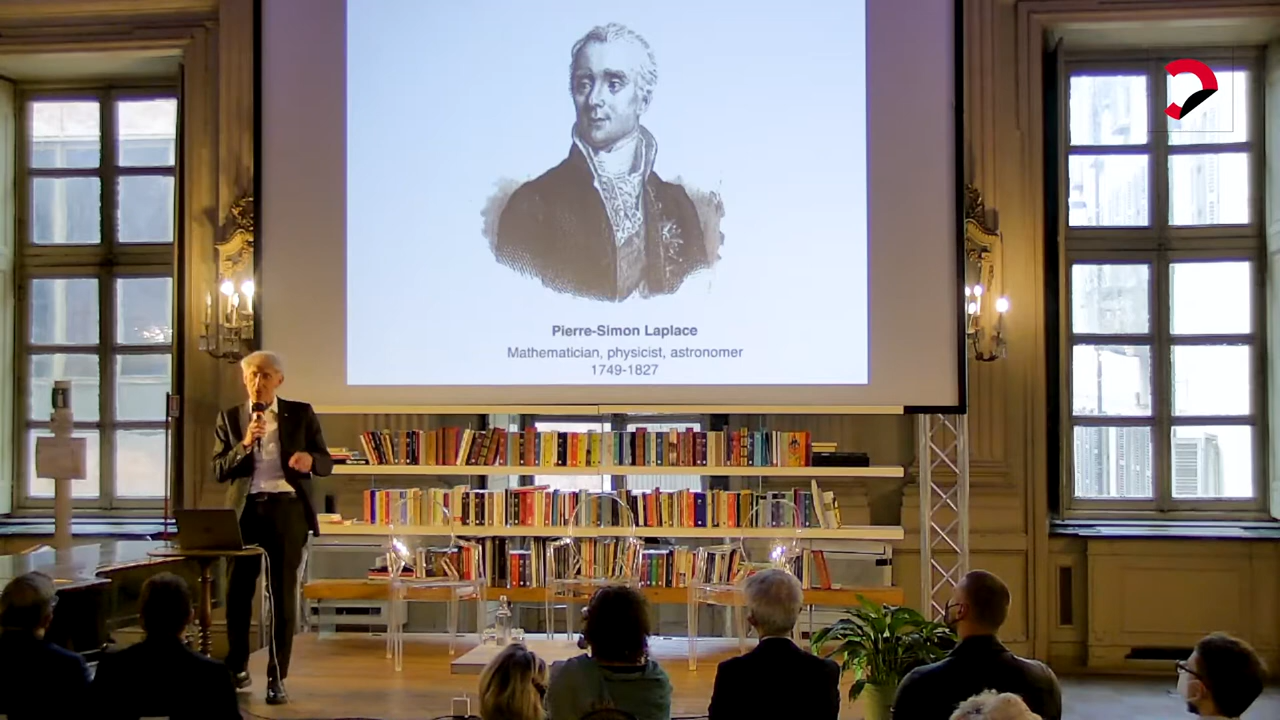 Pierre-Simon Laplace
Mathematician, physicist, astronomer
1749-1827